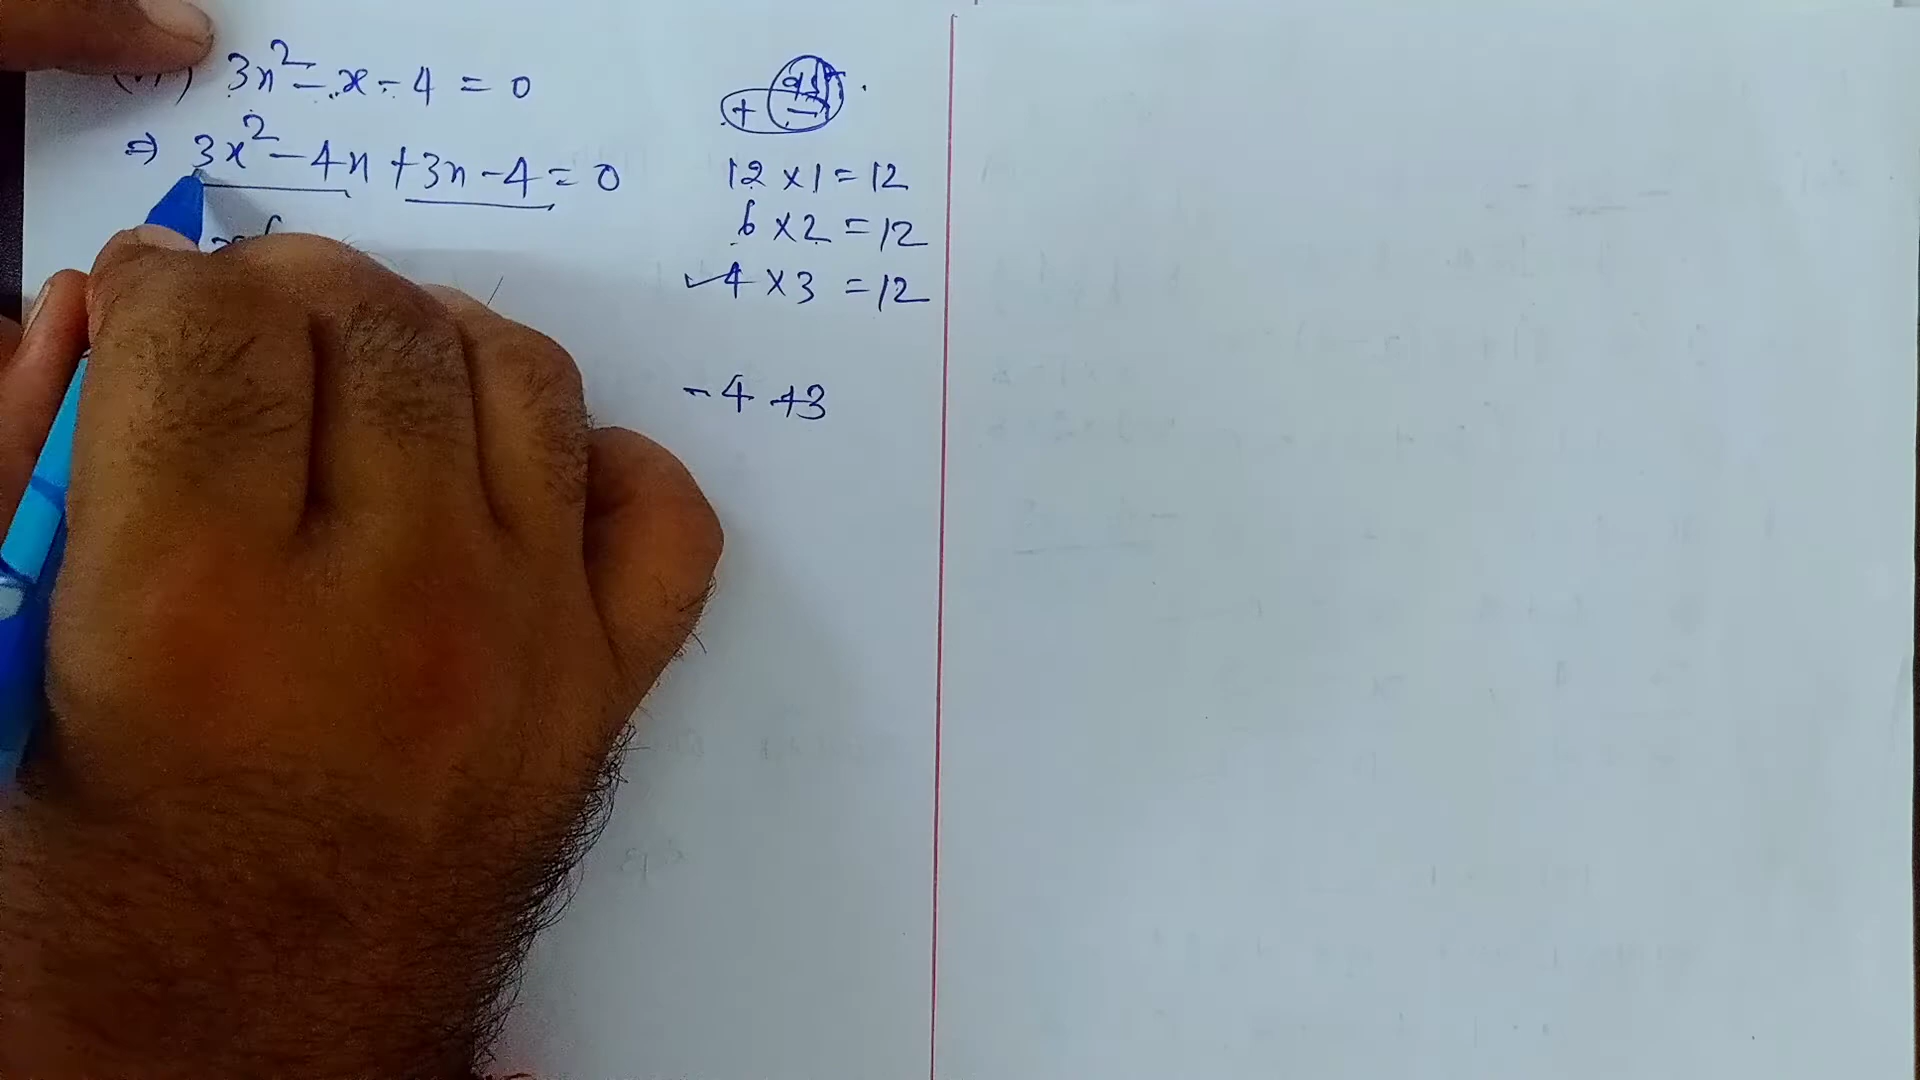 3x² - x - 4 = 0
⇒ 3x² - 4x + 3x - 4 = 0
x(
+ -
12 × 1 = 12
6 × 2 = 12
✓4 × 3 = 12
- 4 + 3